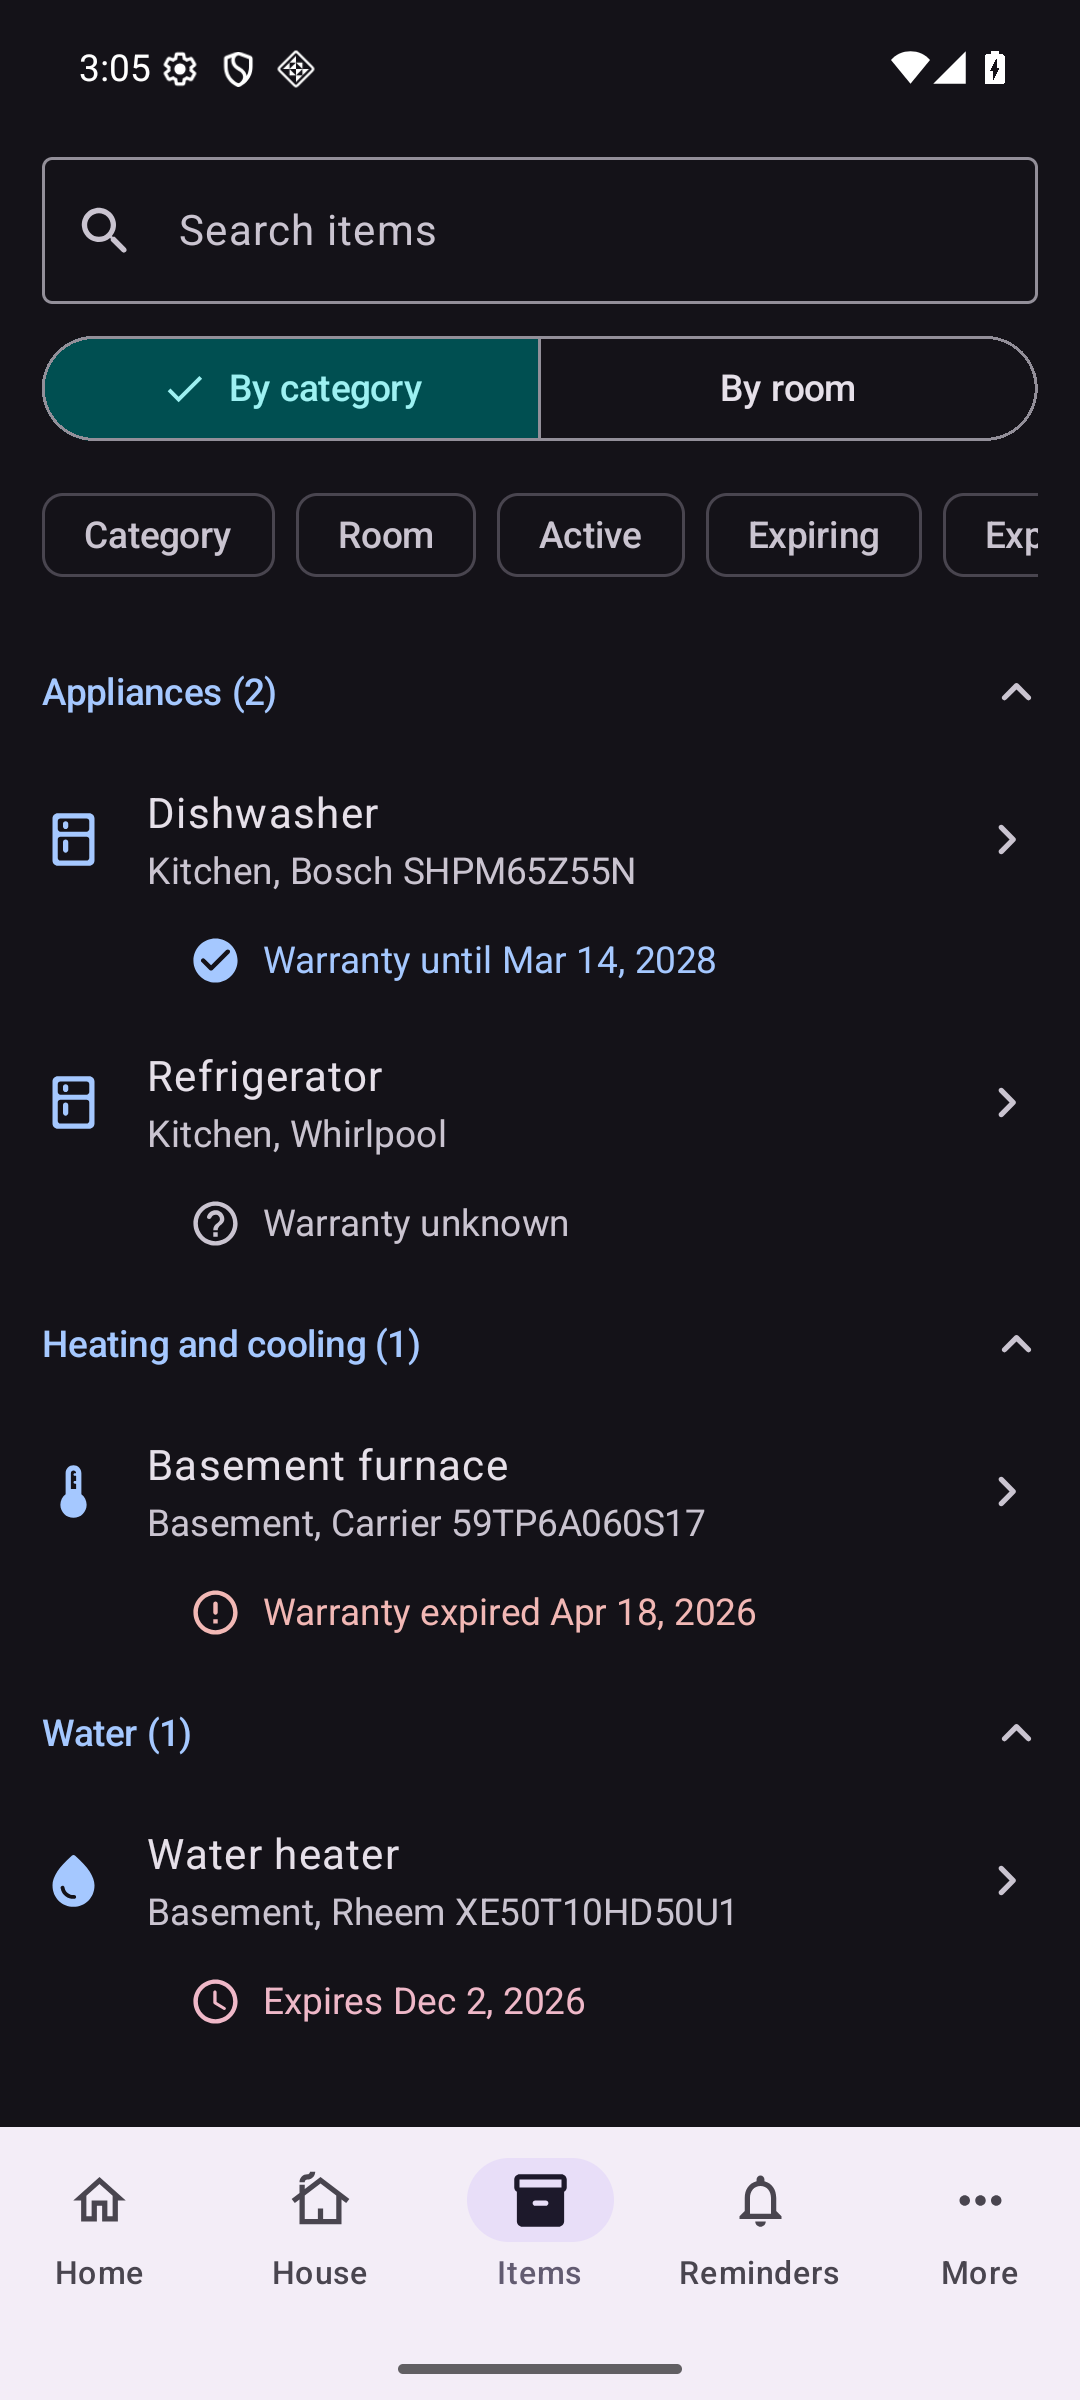 3:05
Search items
By category
By room
Category
Room
Active
Expiring
Exp
Appliances (2)
Dishwasher
Kitchen, Bosch SHPM65Z55N
Warranty until Mar 14, 2028
Refrigerator
Kitchen, Whirlpool
Warranty unknown
Heating and cooling (1)
Basement furnace
Basement, Carrier 59TP6A060S17
Warranty expired Apr 18, 2026
Water (1)
Water heater
Basement, Rheem XE50T10HD50U1
Expires Dec 2, 2026
Home
House
Items
Reminders
More